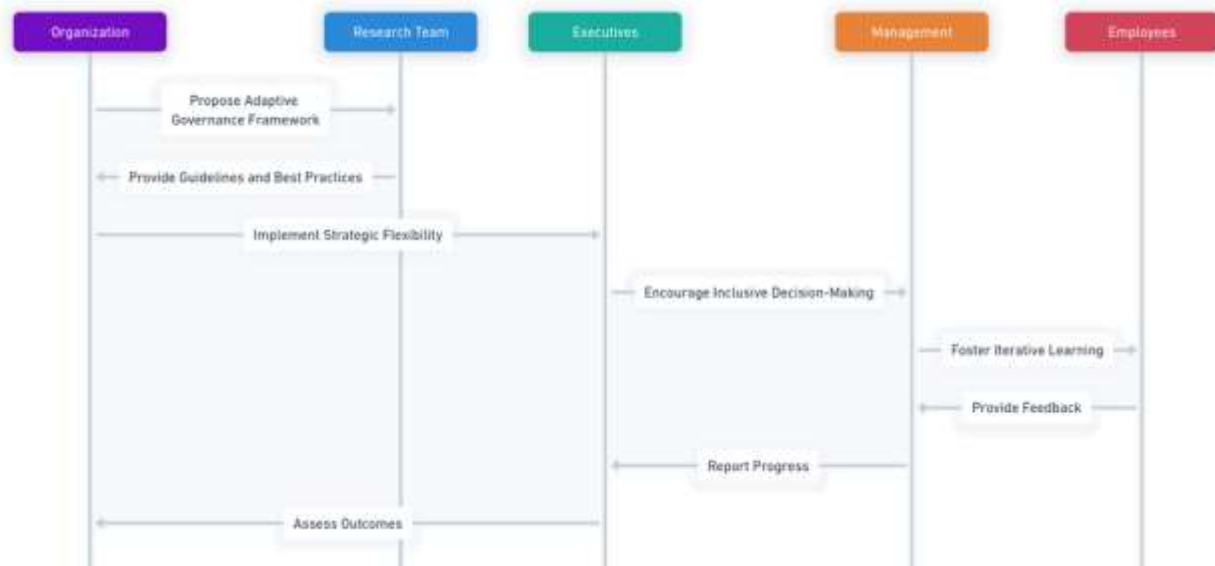 Organization
Research Team
Executives
Management
Employees
Propose Adaptive
Governance Framework
Provide Guidelines and Best Practices
Implement Strategic Flexibility
Encourage Inclusive Decision-Making
Foster Iterative Learning
Provide Feedback
Report Progress
Assess Outcomes